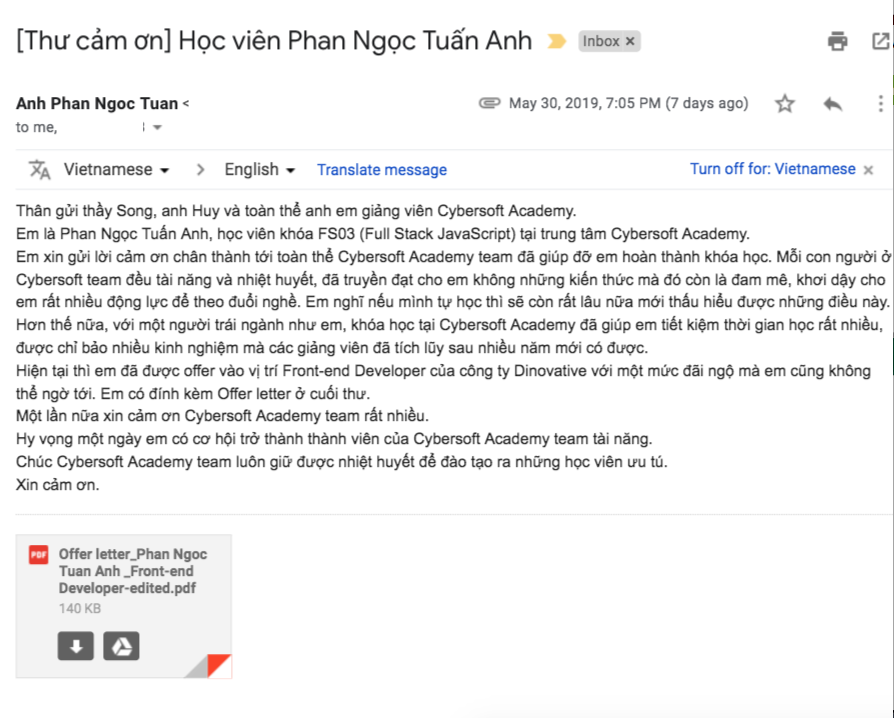 [Thư cảm ơn] Học viên Phan Ngọc Tuấn Anh Inbox ×
Anh Phan Ngoc Tuan <
May 30, 2019, 7:05 PM (7 days ago)
to me,
Vietnamese > English Translate message
Turn off for: Vietnamese ×
Thân gửi thầy Song, anh Huy và toàn thể anh em giảng viên Cybersoft Academy.
Em là Phan Ngọc Tuấn Anh, học viên khóa FS03 (Full Stack JavaScript) tại trung tâm Cybersoft Academy.
Em xin gửi lời cảm ơn chân thành tới toàn thể Cybersoft Academy team đã giúp đỡ em hoàn thành khóa học. Mỗi con người ở
Cybersoft team đều tài năng và nhiệt huyết, đã truyền đạt cho em không những kiến thức mà đó còn là đam mê, khơi dậy cho
em rất nhiều động lực để theo đuổi nghề. Em nghĩ nếu mình tự học thì sẽ còn rất lâu nữa mới thấu hiểu được những điều này.
Hơn thế nữa, với một người trái ngành như em, khóa học tại Cybersoft Academy đã giúp em tiết kiệm thời gian học rất nhiều,
được chỉ bảo nhiều kinh nghiệm mà các giảng viên đã tích lũy sau nhiều năm mới có được.
Hiện tại thì em đã được offer vào vị trí Front-end Developer của công ty Dinovative với một mức đãi ngộ mà em cũng không
thể ngờ tới. Em có đính kèm Offer letter ở cuối thư.
Một lần nữa xin cảm ơn Cybersoft Academy team rất nhiều.
Hy vọng một ngày em có cơ hội trở thành thành viên của Cybersoft Academy team tài năng.
Chúc Cybersoft Academy team luôn giữ được nhiệt huyết để đào tạo ra những học viên ưu tú.
Xin cảm ơn.
PDF Offer letter_Phan Ngoc
Tuan Anh _Front-end
Developer-edited.pdf
140 KB